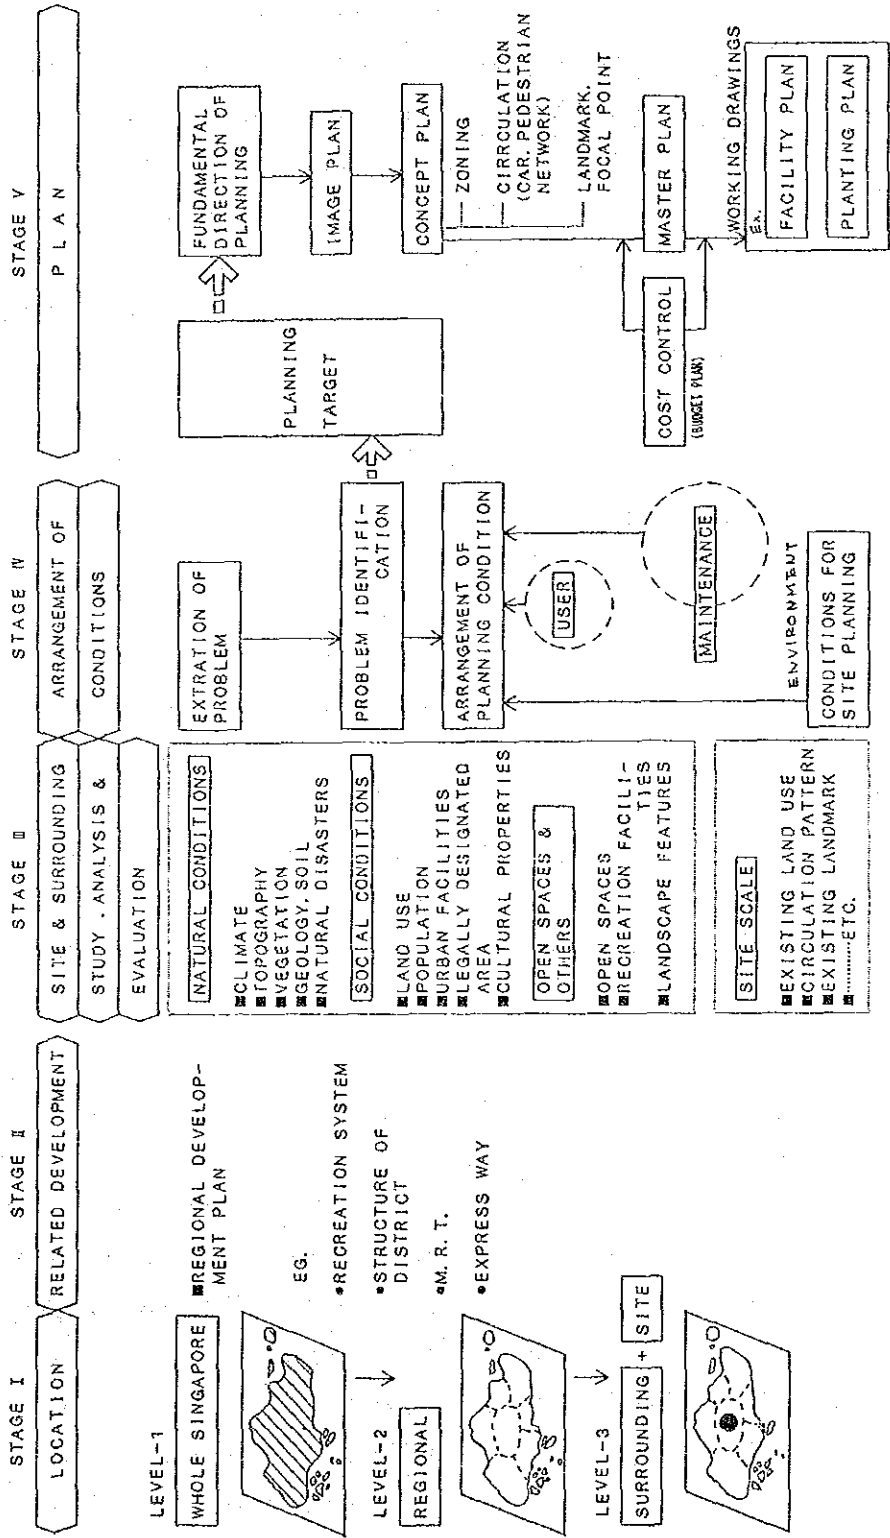 STAGE I
LOCATION
LEVEL-1
WHOLE SINGAPORE
LEVEL-2
REGIONAL
LEVEL-3
SURROUNDING + SITE
STAGE II
RELATED DEVELOPMENT
■REGIONAL DEVELOP-
MENT PLAN
EG.
•RECREATION SYSTEM
•STRUCTURE OF
DISTRICT
•M.R.T.
•EXPRESS WAY
STAGE III
SITE & SURROUNDING
STUDY.ANALYSIS &
EVALUATION
NATURAL CONDITIONS
■CLIMATE
■TOPOGRAPHY
■VEGETATION
■GEOLOGY,SOIL
■NATURAL DISASTERS
SOCIAL CONDITIONS
■LAND USE
■POPULATION
■URBAN FACILITIES
■LEGALLY DESIGNATED
AREA
■CULTURAL PROPERTIES
OPEN SPACES &
OTHERS
■OPEN SPACES
■RECREATION FACILI-
TIES
■LANDSCAPE FEATURES
SITE SCALE
■EXISTING LAND USE
■CIRCULATION PATTERN
■EXISTING LANDMARK
■..........ETC.
STAGE IV
ARRANGEMENT OF
CONDITIONS
EXTRATION OF
PROBLEM
PROBLEM IDENTIFI-
CATION
ARRANGEMENT OF
PLANNING CONDITION
USER
MAINTENANCE
ENVIRONMENT
CONDITIONS FOR
SITE PLANNING
STAGE V
PLAN
PLANNING
TARGET
FUNDAMENTAL
DIRECTION OF
PLANNING
IMAGE PLAN
CONCEPT PLAN
ZONING
CIRRCULATION
(CAR.PEDESTRIAN
NETWORK)
LANDMARK.
FOCAL POINT
COST CONTROL
(BUDGET PLAN)
MASTER PLAN
WORKING DRAWINGS
Ex.
FACILITY PLAN
PLANTING PLAN